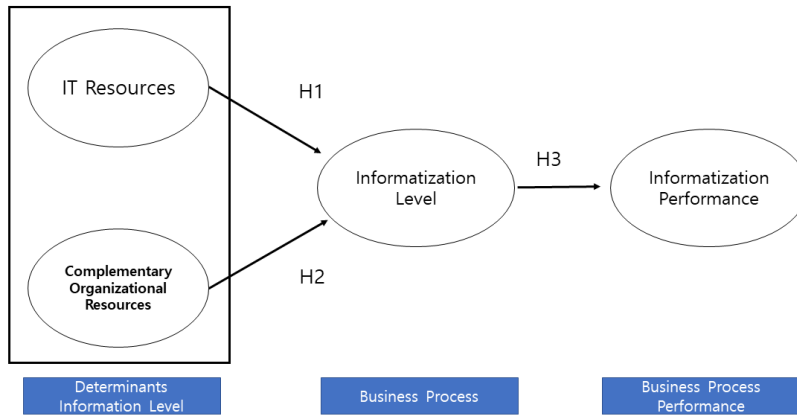 IT Resources
H1
Informatization
Level
H3
Informatization
Performance
Complementary
Organizational
Resources
H2
Determinants
Information Level
Business Process
Business Process
Performance